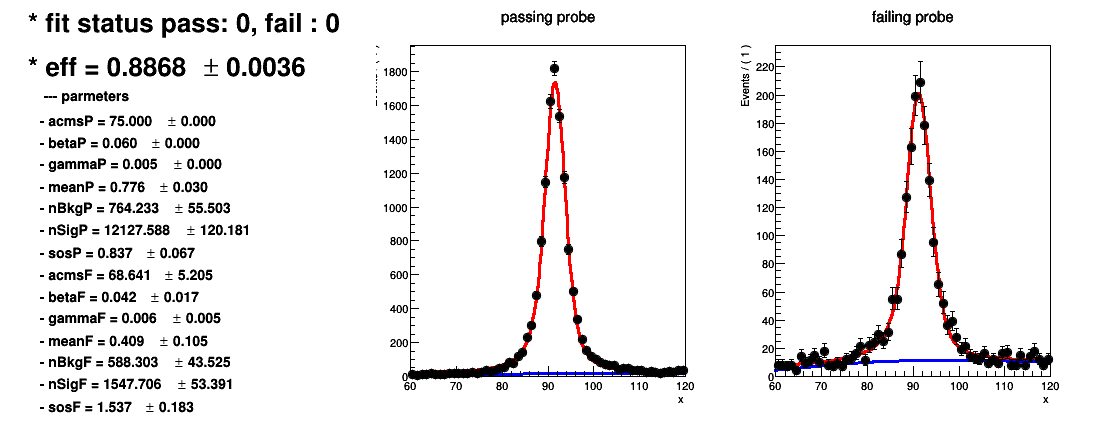 * fit status pass: 0, fail : 0
* eff = 0.8868 ± 0.0036
--- parmeters
- acmsP = 75.000 ± 0.000
- betaP = 0.060 ± 0.000
- gammaP = 0.005 ± 0.000
- meanP = 0.776 ± 0.030
- nBkgP = 764.233 ± 55.503
- nSigP = 12127.588 ± 120.181
- sosP = 0.837 ± 0.067
- acmsF = 68.641 ± 5.205
- betaF = 0.042 ± 0.017
- gammaF = 0.006 ± 0.005
- meanF = 0.409 ± 0.105
- nBkgF = 588.303 ± 43.525
- nSigF = 1547.706 ± 53.391
- sosF = 1.537 ± 0.183
passing probe
1800
1600
1400
1200
1000
800
600
400
200
0
60 70 80 90 100 110 120
x
failing probe
Events / ( 1 )
220
200
180
160
140
120
100
80
60
40
20
0
60 70 80 90 100 110 120
x